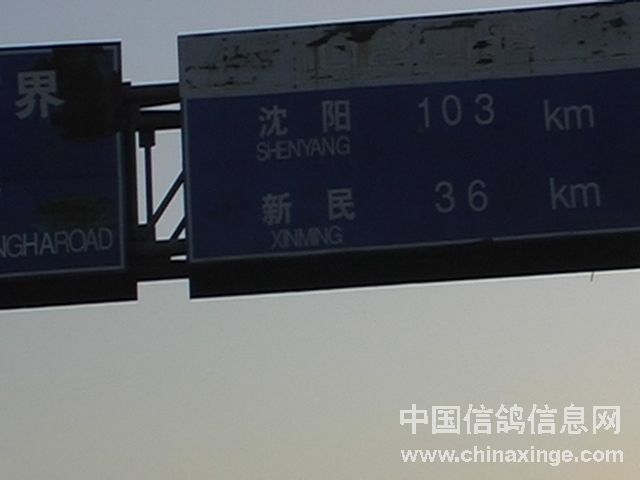 界
NGHAROAD
沈阳 103 km
SHENYANG
新民 36 km
XINMING
中国信鸽信息网
www.chinaxinge.com